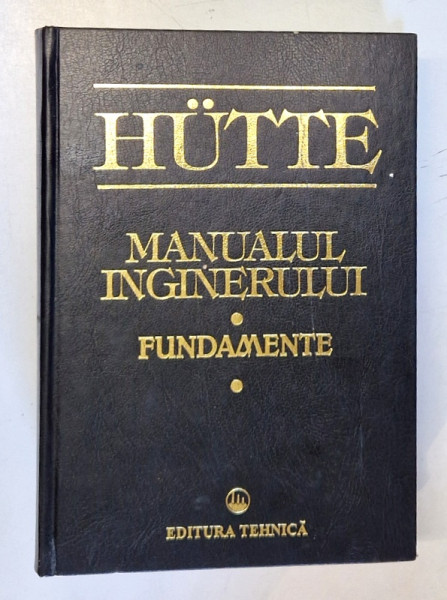 HÜTTE
MANUALUL
INGINERULUI
FUNDAMENTE
EDITURA TEHNICĂ